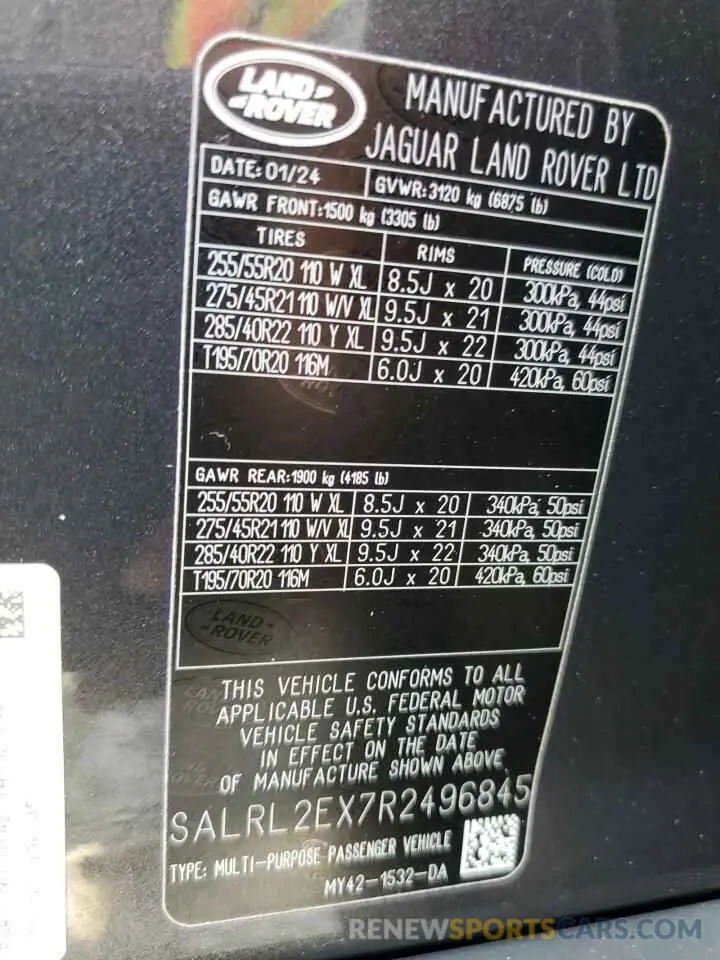 LAND ROVER
MANUFACTURED BY
JAGUAR LAND ROVER LTD
DATE: 01/24 GVWR: 3120 kg (6875 lb)
GAWR FRONT: 1500 kg (3305 lb)
TIRES RIMS PRESSURE (COLD)
255/55R20 110 W XL 8.5J x 20 300kPa, 44psi
275/45R21 110 W/V XL 9.5J x 21 300kPa, 44psi
285/40R22 110 Y XL 9.5J x 22 300kPa, 44psi
T195/70R20 116M 6.0J x 20 420kPa, 60psi
GAWR REAR: 1900 kg (4185 lb)
255/55R20 110 W XL 8.5J x 20 340kPa, 50psi
275/45R21 110 W/V XL 9.5J x 21 340kPa, 50psi
285/40R22 110 Y XL 9.5J x 22 340kPa, 50psi
T195/70R20 116M 6.0J x 20 420kPa, 60psi
LAND ROVER
THIS VEHICLE CONFORMS TO ALL
APPLICABLE U.S. FEDERAL MOTOR
VEHICLE SAFETY STANDARDS
IN EFFECT ON THE DATE
OF MANUFACTURE SHOWN ABOVE
SALRL2EX7R2496845
TYPE: MULTI-PURPOSE PASSENGER VEHICLE
MY42-1532-DA
RENEWSPORTSCARS.COM